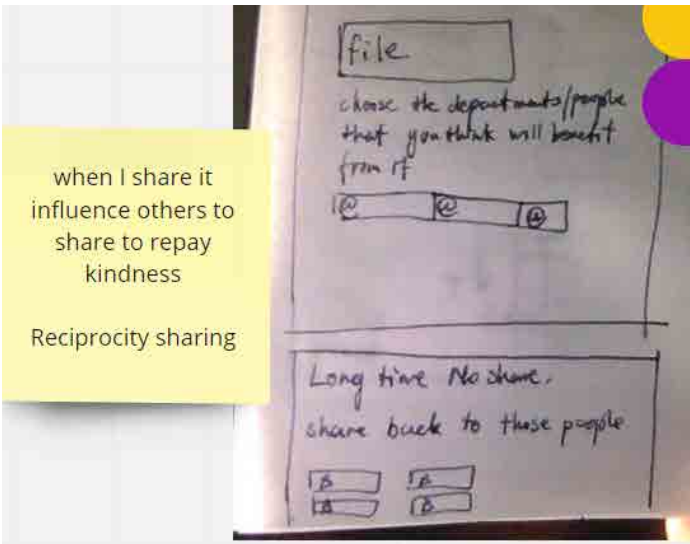 when I share it
influence others to
share to repay
kindness
Reciprocity sharing
file
choose the departments/people
that you think will benefit
from it
@ @ @
Long time No share.
share back to those people.